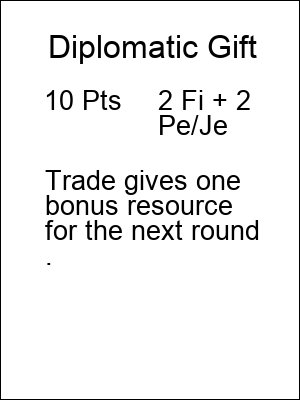 Diplomatic Gift
10 Pts 2 Fi + 2
Pe/Je
Trade gives one
bonus resource
for the next round
.